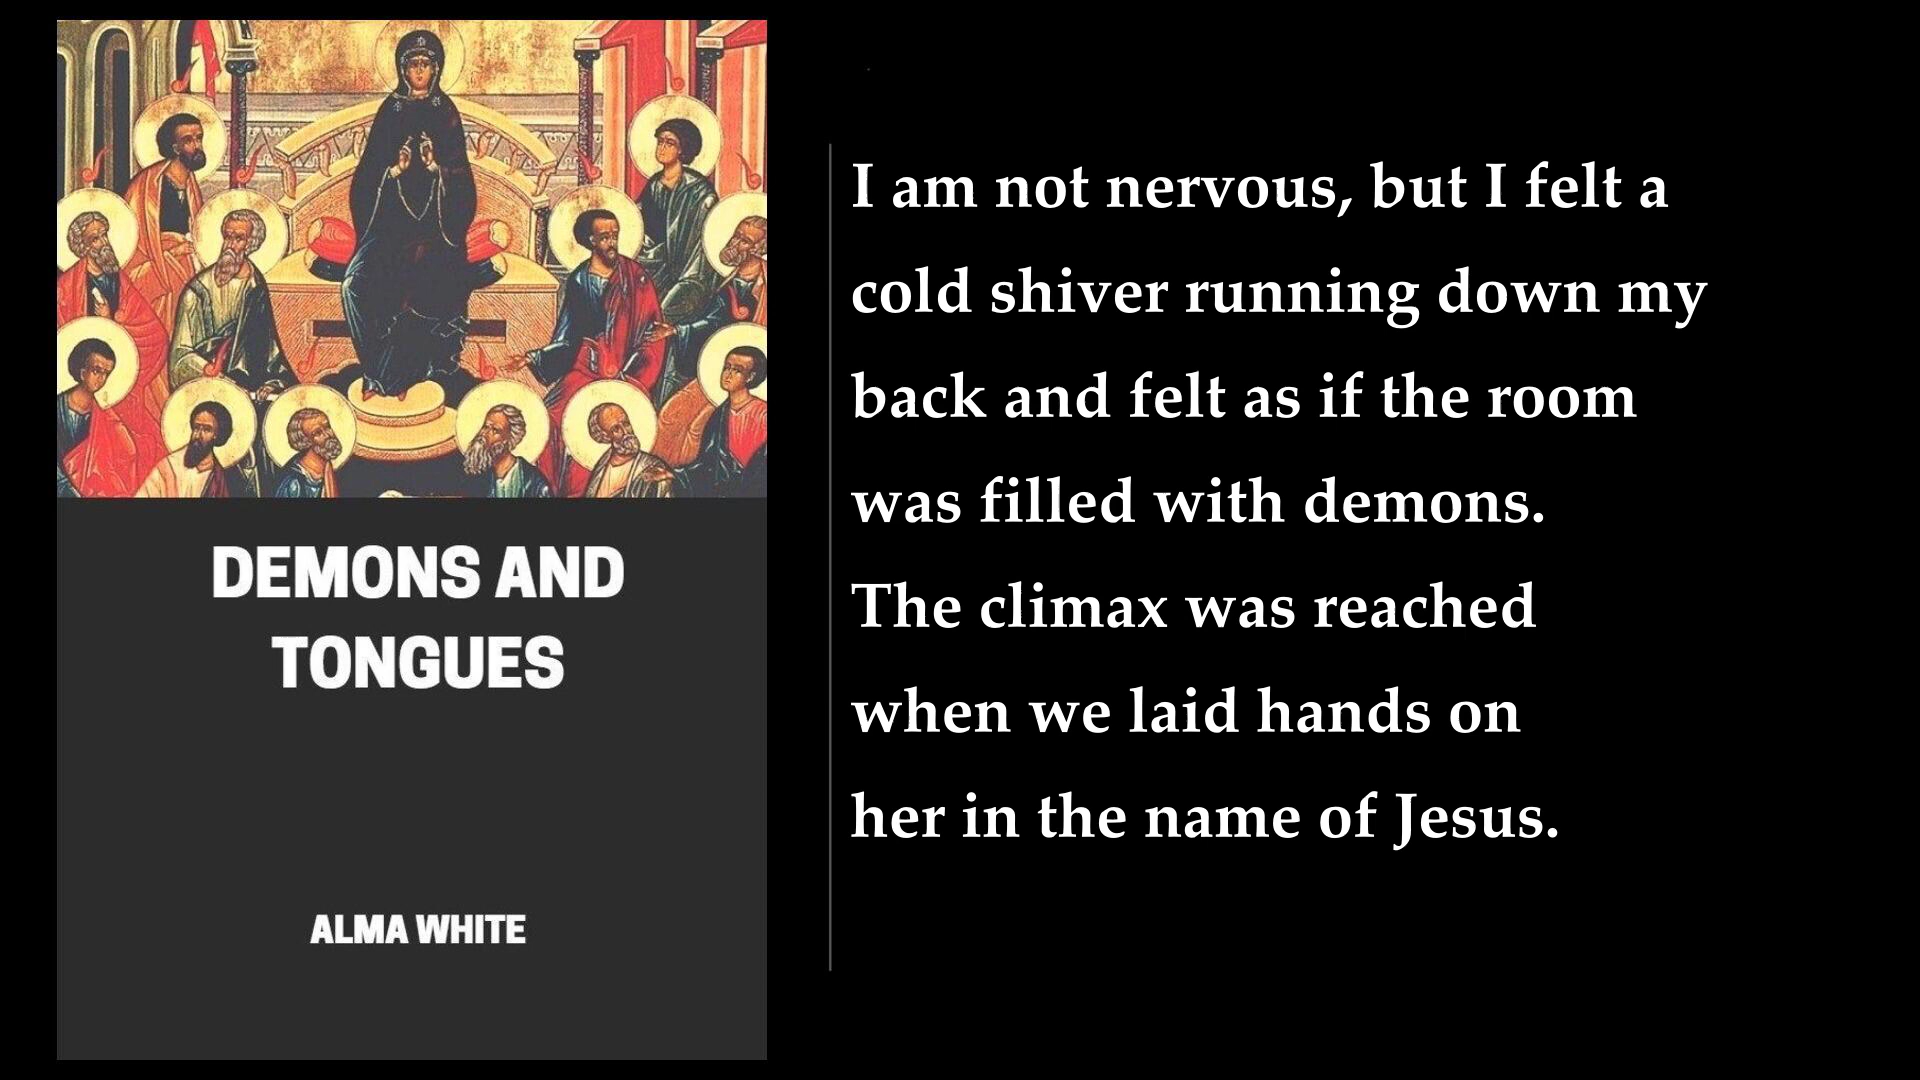 DEMONS AND
TONGUES
ALMA WHITE
I am not nervous, but I felt a
cold shiver running down my
back and felt as if the room
was filled with demons.
The climax was reached
when we laid hands on
her in the name of Jesus.